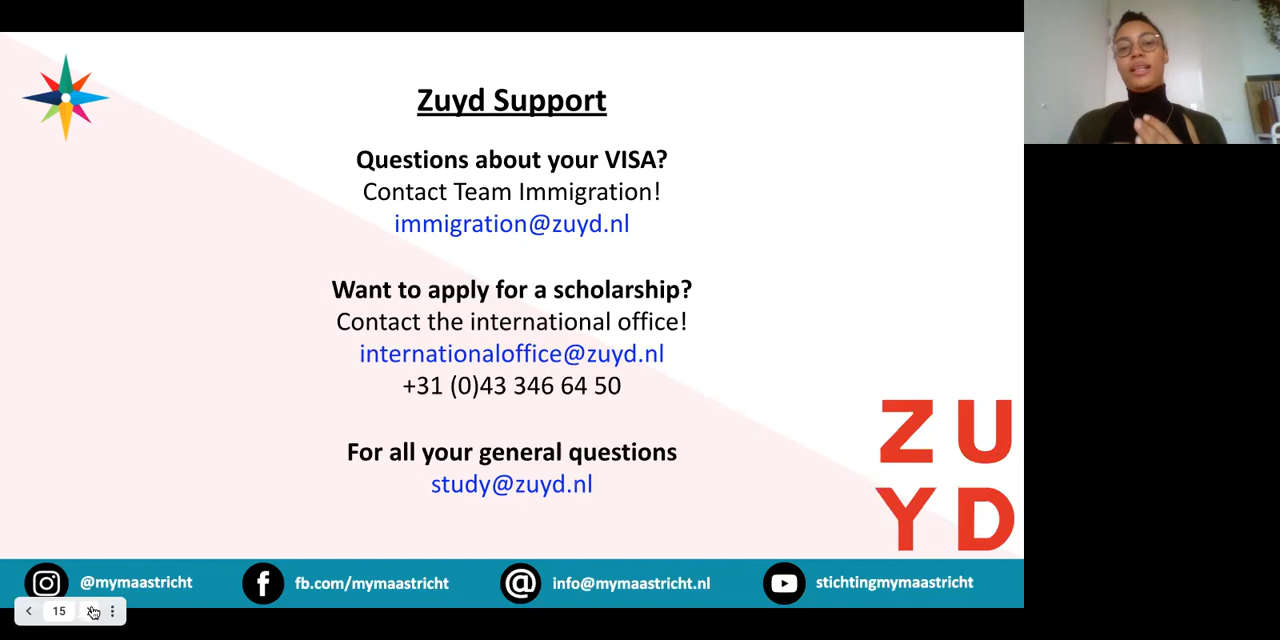 Zuyd Support
Questions about your VISA?
Contact Team Immigration!
immigration@zuyd.nl
Want to apply for a scholarship?
Contact the international office!
internationaloffice@zuyd.nl
+31 (0)43 346 64 50
For all your general questions
study@zuyd.nl
Z U
Y D
@mymaastricht
fb.com/mymaastricht
info@mymaastricht.nl
stichtingmymaastricht
15